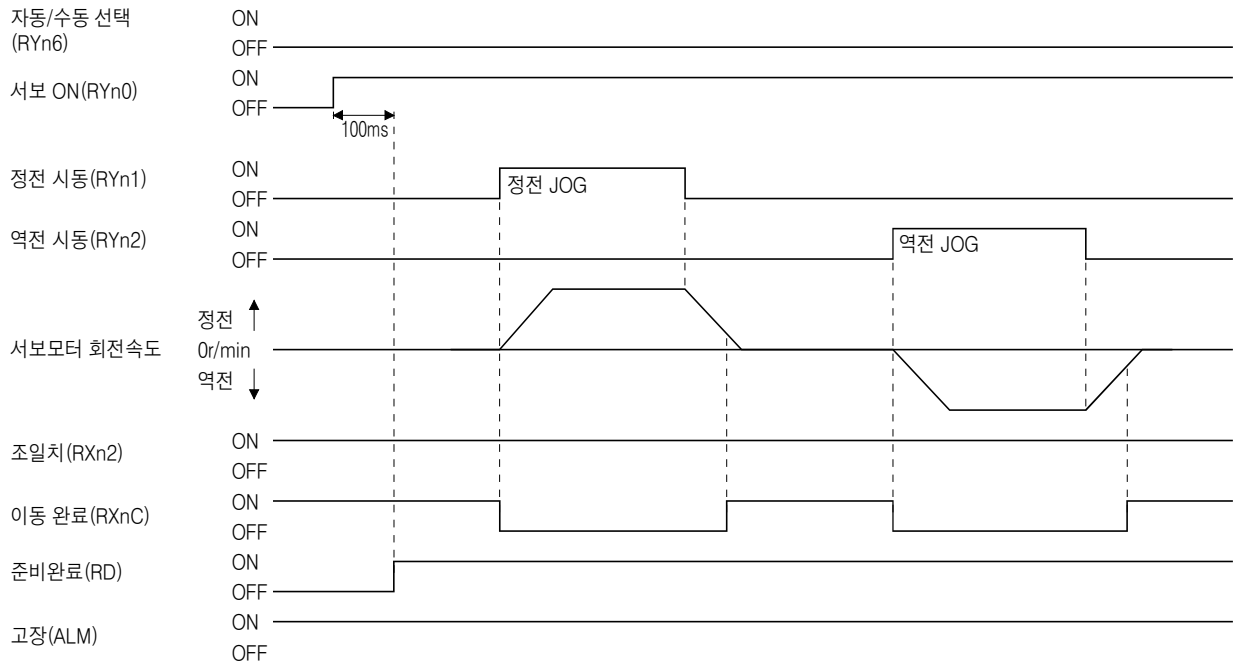 자동/수동 선택
(RYn6)
ON
OFF
서보 ON(RYn0)
ON
OFF
100ms
정전 시동(RYn1)
ON
OFF
정전 JOG
역전 시동(RYn2)
ON
OFF
역전 JOG
서보모터 회전속도
정전
0r/min
역전
조일치(RXn2)
ON
OFF
이동 완료(RXnC)
ON
OFF
준비완료(RD)
ON
OFF
고장(ALM)
ON
OFF